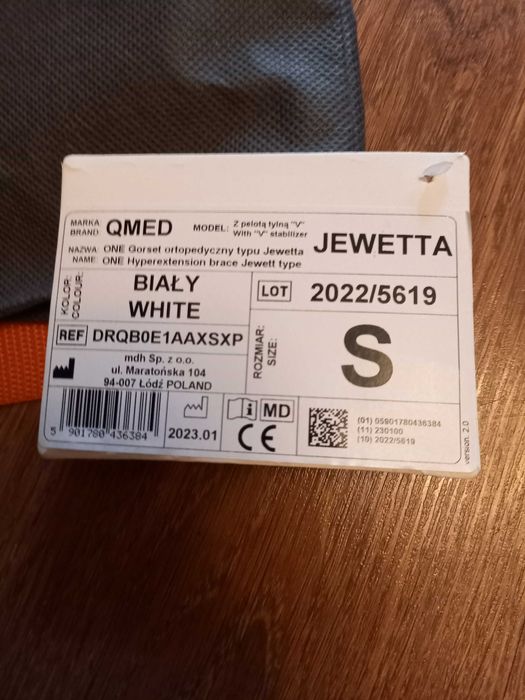 MARKA
BRAND:
QMED
MODEL:
Z pelotą tylną "V"
With "V" stabilizer
JEWETTA
NAZWA: ONE Gorset ortopedyczny typu Jewetta
NAME: ONE Hyperextension brace Jewett type
KOLOR:
COLOUR:
BIAŁY
WHITE
LOT 2022/5619
REF DRQB0E1AAXSXP
ROZMIAR:
SIZE:
S
mdh Sp. z o.o.
ul. Maratońska 104
94-007 Łódź POLAND
5 901780 436384
2023.01
MD
CE
(01) 05901780436384
(11) 230100
(10) 2022/5619
version. 2.0